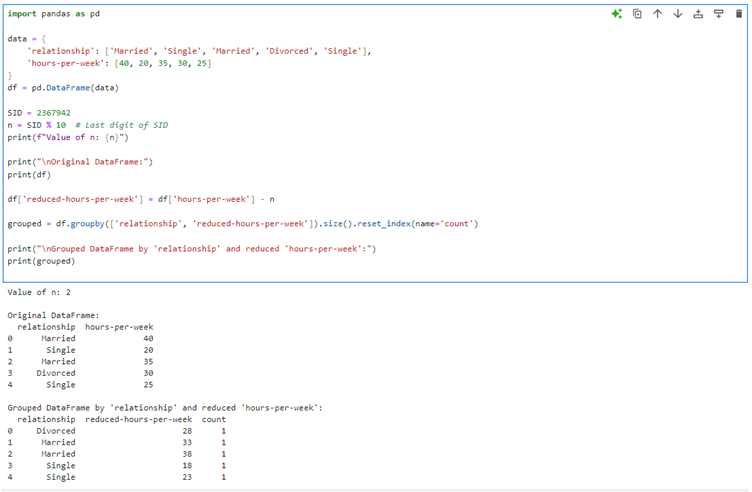 import pandas as pd
data = {
'relationship': ['Married', 'Single', 'Married', 'Divorced', 'Single'],
'hours-per-week': [40, 20, 35, 30, 25]
}
df = pd.DataFrame(data)
SID = 2367942
n = SID % 10  # Last digit of SID
print(f"Value of n: {n}")
print("\nOriginal DataFrame:")
print(df)
df['reduced-hours-per-week'] = df['hours-per-week'] - n
grouped = df.groupby(['relationship', 'reduced-hours-per-week']).size().reset_index(name='count')
print("\nGrouped DataFrame by 'relationship' and reduced 'hours-per-week':")
print(grouped)
Value of n: 2
Original DataFrame:
relationship hours-per-week
0 Married 40
1 Single 20
2 Married 35
3 Divorced 30
4 Single 25
Grouped DataFrame by 'relationship' and reduced 'hours-per-week':
relationship reduced-hours-per-week count
0 Divorced 28 1
1 Married 33 1
2 Married 38 1
3 Single 18 1
4 Single 23 1